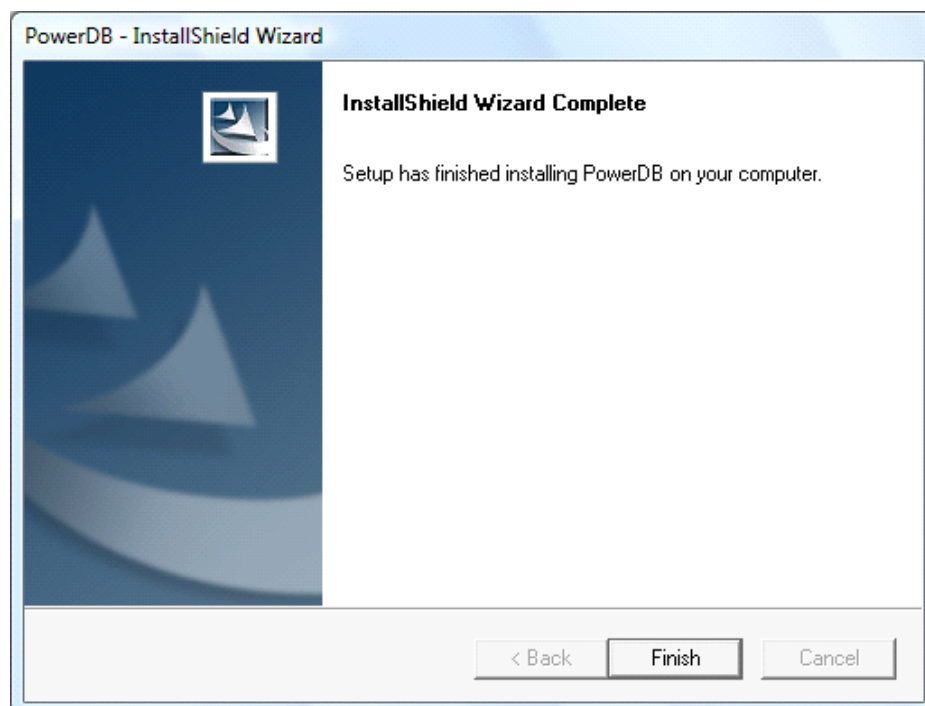 PowerDB - InstallShield Wizard
InstallShield Wizard Complete
Setup has finished installing PowerDB on your computer.
< Back
Finish
Cancel